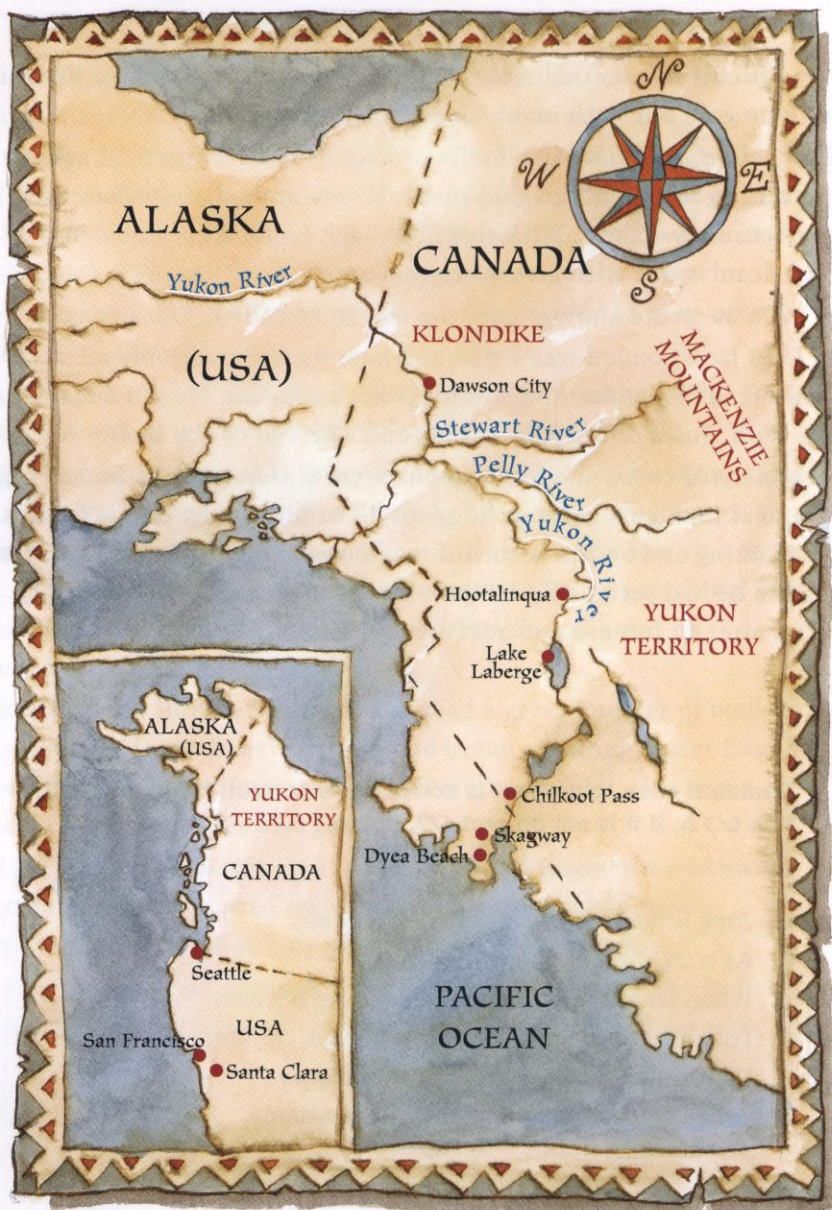 N
W
E
S
ALASKA
CANADA
Yukon River
KLONDIKE
(USA)
MACKENZIE
MOUNTAINS
Dawson City
Stewart River
Pelly River
Yukon River
Hootalinqua
YUKON
TERRITORY
Lake
Laberge
ALASKA
(USA)
YUKON
TERRITORY
Chilkoot Pass
Skagway
Dyea Beach
CANADA
Seattle
PACIFIC
OCEAN
USA
San Francisco
Santa Clara